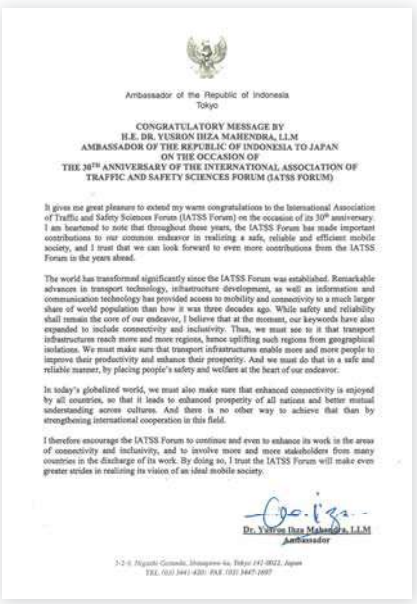 Ambassador of the Republic of Indonesia
Tokyo
CONGRATULATORY MESSAGE BY
H.E. DR. YUSRON IHZA MAHENDRA, LLM
AMBASSADOR OF THE REPUBLIC OF INDONESIA TO JAPAN
ON THE OCCASION OF
THE 30TH ANNIVERSARY OF THE INTERNATIONAL ASSOCIATION OF
TRAFFIC AND SAFETY SCIENCES FORUM (IATSS FORUM)
It gives me great pleasure to extend my warm congratulations to the International Association
of Traffic and Safety Sciences Forum (IATSS Forum) on the occasion of its 30th anniversary.
I am heartened to note that throughout these years, the IATSS Forum has made important
contributions to our common endeavor in realizing a safe, reliable and efficient mobile
society, and I trust that we can look forward to even more contributions from the IATSS
Forum in the years ahead.
The world has transformed significantly since the IATSS Forum was established. Remarkable
advances in transport technology, infrastructure development, as well as information and
communication technology has provided access to mobility and connectivity to a much larger
share of world population than how it was three decades ago. While safety and reliability
shall remain the core of our endeavor, I believe that at the moment, our keywords have also
expanded to include connectivity and inclusivity. Thus, we must see to it that transport
infrastructures reach more and more regions, hence uplifting such regions from geographical
isolations. We must make sure that transport infrastructures enable more and more people to
improve their productivity and enhance their prosperity. And we must do that in a safe and
reliable manner, by placing people's safety and welfare at the heart of our endeavor.
In today's globalized world, we must also make sure that enhanced connectivity is enjoyed
by all countries, so that it leads to enhanced prosperity of all nations and better mutual
understanding across cultures. And there is no other way to achieve that than by
strengthening international cooperation in this field.
I therefore encourage the IATSS Forum to continue and even to enhance its work in the areas
of connectivity and inclusivity, and to involve more and more stakeholders from many
countries in the discharge of its work. By doing so, I trust the IATSS Forum will make even
greater strides in realizing its vision of an ideal mobile society.
Dr. Yusron Ihza Mahendra, LLM
Ambassador
5-2-9, Higashi Gotanda, Shinagawa-ku, Tokyo 141-0022, Japan
TEL. (03) 3441-4201 FAX. (03) 3447-1697